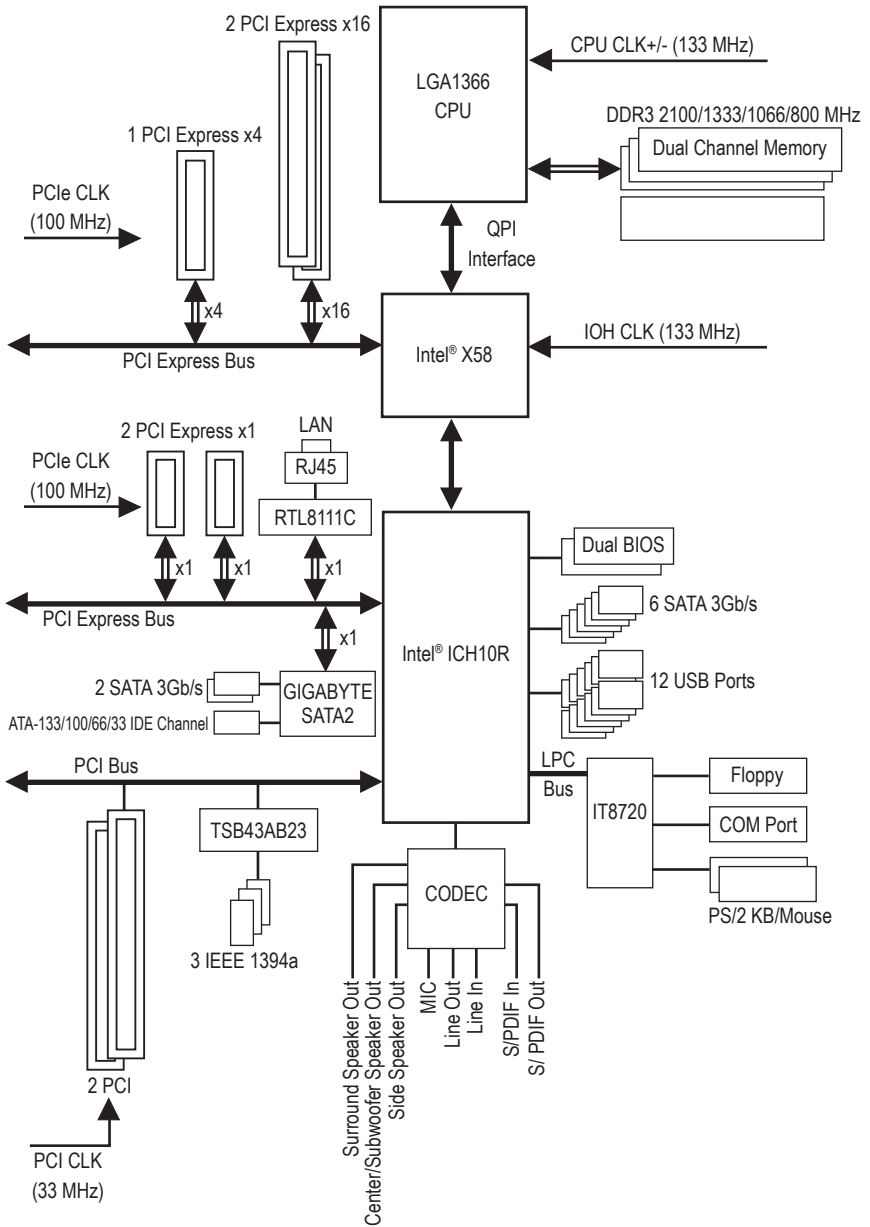 2 PCI Express x16
LGA1366
CPU
CPU CLK+/- (133 MHz)
DDR3 2100/1333/1066/800 MHz
Dual Channel Memory
1 PCI Express x4
PCIe CLK
(100 MHz)
QPI
Interface
x4
x16
PCI Express Bus
Intel® X58
IOH CLK (133 MHz)
2 PCI Express x1
LAN
RJ45
PCIe CLK
(100 MHz)
RTL8111C
x1
x1
x1
Dual BIOS
PCI Express Bus
6 SATA 3Gb/s
x1
Intel® ICH10R
2 SATA 3Gb/s
GIGABYTE
SATA2
12 USB Ports
ATA-133/100/66/33 IDE Channel
PCI Bus
LPC
Bus
IT8720
Floppy
COM Port
PS/2 KB/Mouse
TSB43AB23
CODEC
3 IEEE 1394a
Surround Speaker Out
Center/Subwoofer Speaker Out
Side Speaker Out
MIC
Line Out
Line In
S/PDIF In
S/ PDIF Out
2 PCI
PCI CLK
(33 MHz)